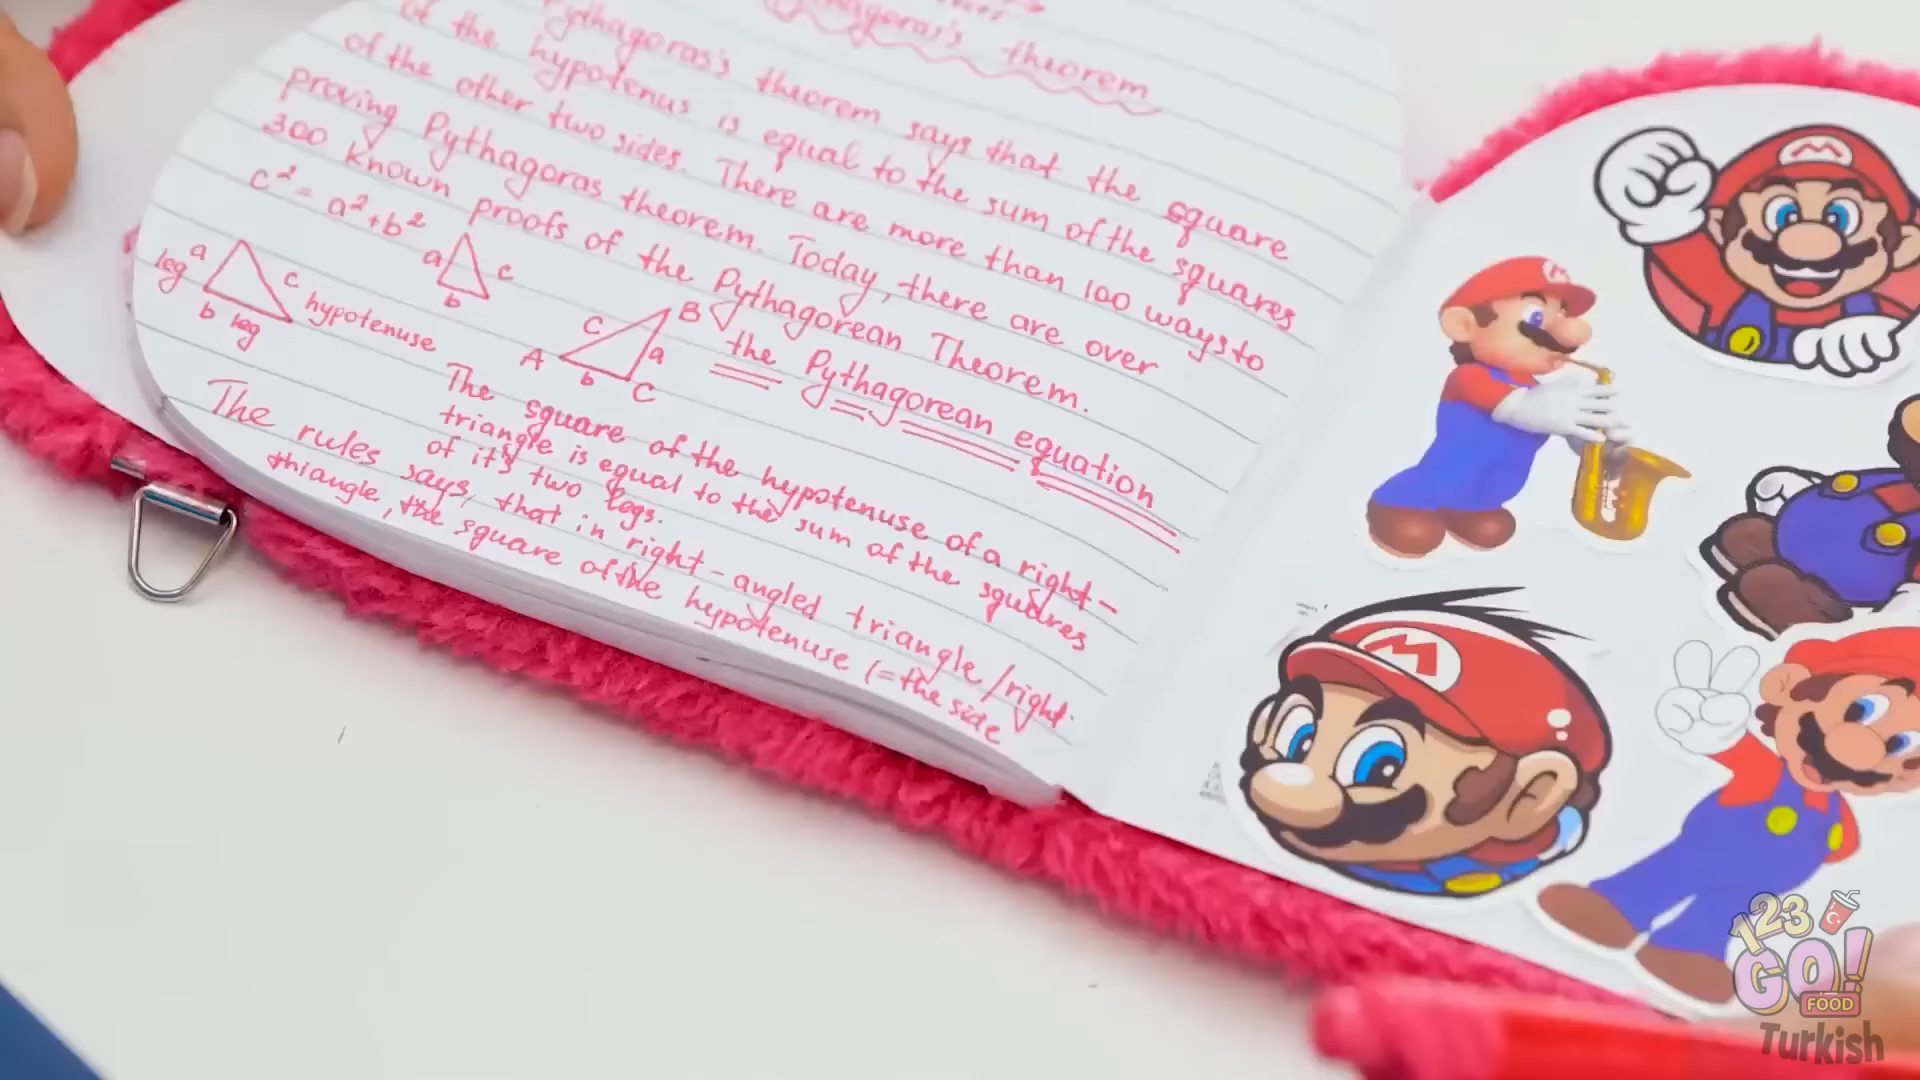 Pythagoras's theorem
Pythagoras's theorem says that the square
of the hypotenus is equal to the sum of the squares
of the other two sides. There are more than 100 ways to
proving Pythagoras theorem. Today, there are over
300 known proofs of the Pythagorean Theorem.
c² = a² + b²
the Pythagorean equation
leg a
c hypotenuse
b leg
a c
b
c B
A b a
C
The square of the hypotenuse of a right-
triangle is equal to the sum of the squares
of it's two legs.
The rules says, that in right-angled triangle/right.
thiangle, the square of the hypotenuse (=the side
M
M
M
123
GO!
FOOD
Turkish